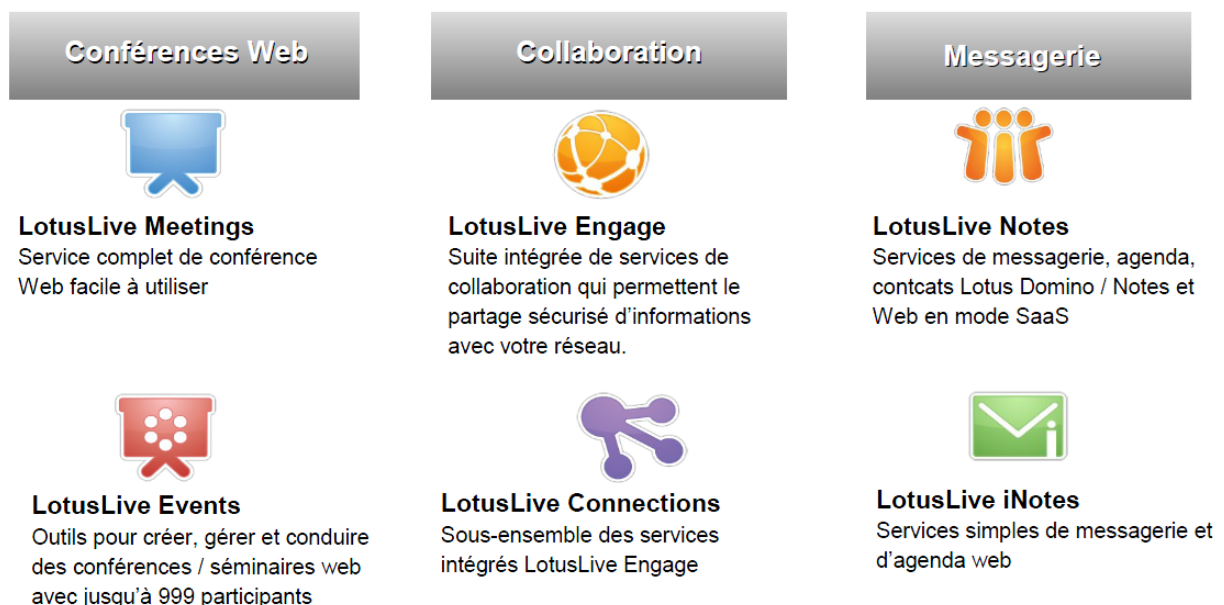 Conférences Web
LotusLive Meetings
Service complet de conférence
Web facile à utiliser
LotusLive Events
Outils pour créer, gérer et conduire
des conférences / séminaires web
avec jusqu'à 999 participants
Collaboration
LotusLive Engage
Suite intégrée de services de
collaboration qui permettent le
partage sécurisé d'informations
avec votre réseau.
LotusLive Connections
Sous-ensemble des services
intégrés LotusLive Engage
Messagerie
LotusLive Notes
Services de messagerie, agenda,
contcats Lotus Domino / Notes et
Web en mode SaaS
LotusLive iNotes
Services simples de messagerie et
d'agenda web